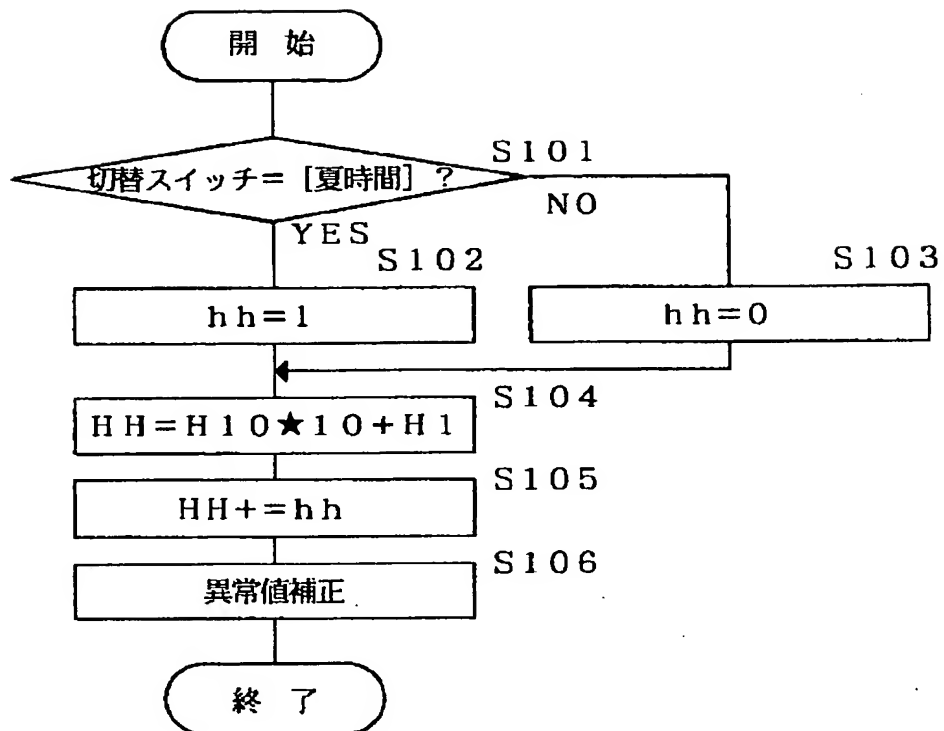 開 始
S101
切替スイッチ=[夏時間]?
NO
YES
S102
S103
hh=1
hh=0
S104
HH=H10★10+H1
S105
HH+=hh
S106
異常値補正
終 了